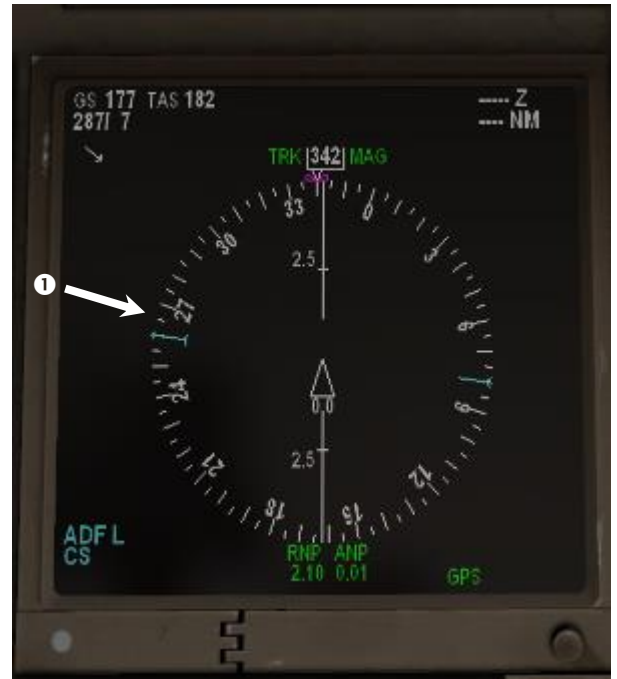 ❶
GS 177 TAS 182
287/ 7
----- Z
---- NM
TRK 342 MAG
33
0
30
3
2.5
27
6
24
9
0.0
21
12
2.5
18
15
ADF L
CS
RNP ANP
2.10 0.01
GPS